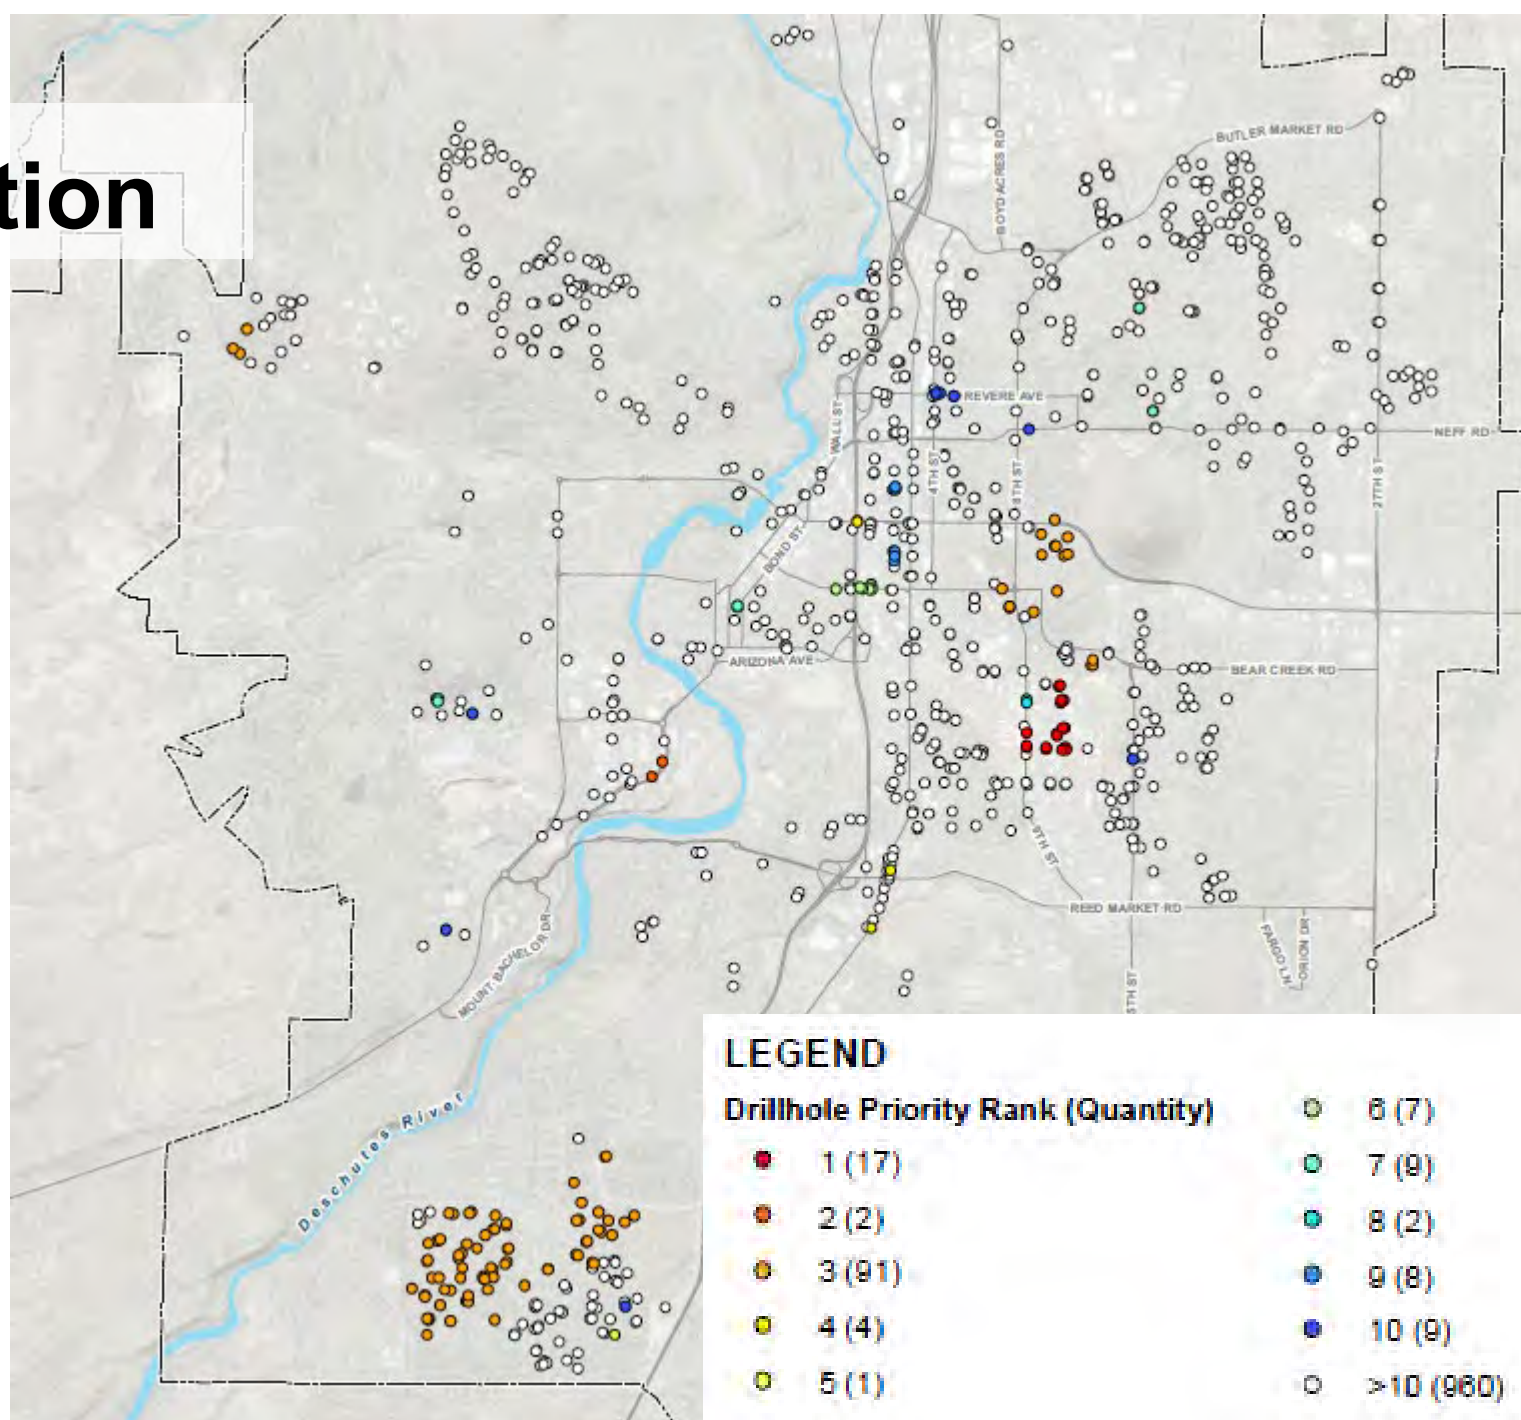 tion
BUTLER MARKET RD
BOYD ACRES RD
REVERE AVE
WALL ST
NEFF RD
4TH ST
8TH ST
27TH ST
BOND ST
ARIZONA AVE
BEAR CREEK RD
9TH ST
REED MARKET RD
FARGO LN
ORION DR
MOUNT BACHELOR DR
5TH ST
Deschutes River
LEGEND
Drillhole Priority Rank (Quantity)
1 (17)
2 (2)
3 (91)
4 (4)
5 (1)
6 (7)
7 (9)
8 (2)
9 (8)
10 (9)
>10 (960)